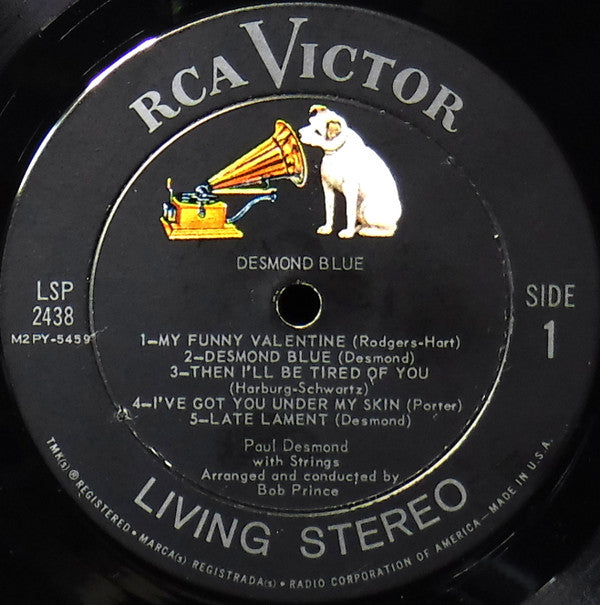 RCA VICTOR
DESMOND BLUE
LSP
2438
M2PY-5459
SIDE
1
1—MY FUNNY VALENTINE (Rodgers-Hart)
2—DESMOND BLUE (Desmond)
3—THEN I'LL BE TIRED OF YOU
(Harburg-Schwartz)
4—I'VE GOT YOU UNDER MY SKIN (Porter)
5—LATE LAMENT (Desmond)
Paul Desmond
with Strings
Arranged and conducted by
Bob Prince
LIVING STEREO
TMK(s) ® REGISTERED • MARCA(s) REGISTRADA(s) • RADIO CORPORATION OF AMERICA—MADE IN U.S.A.